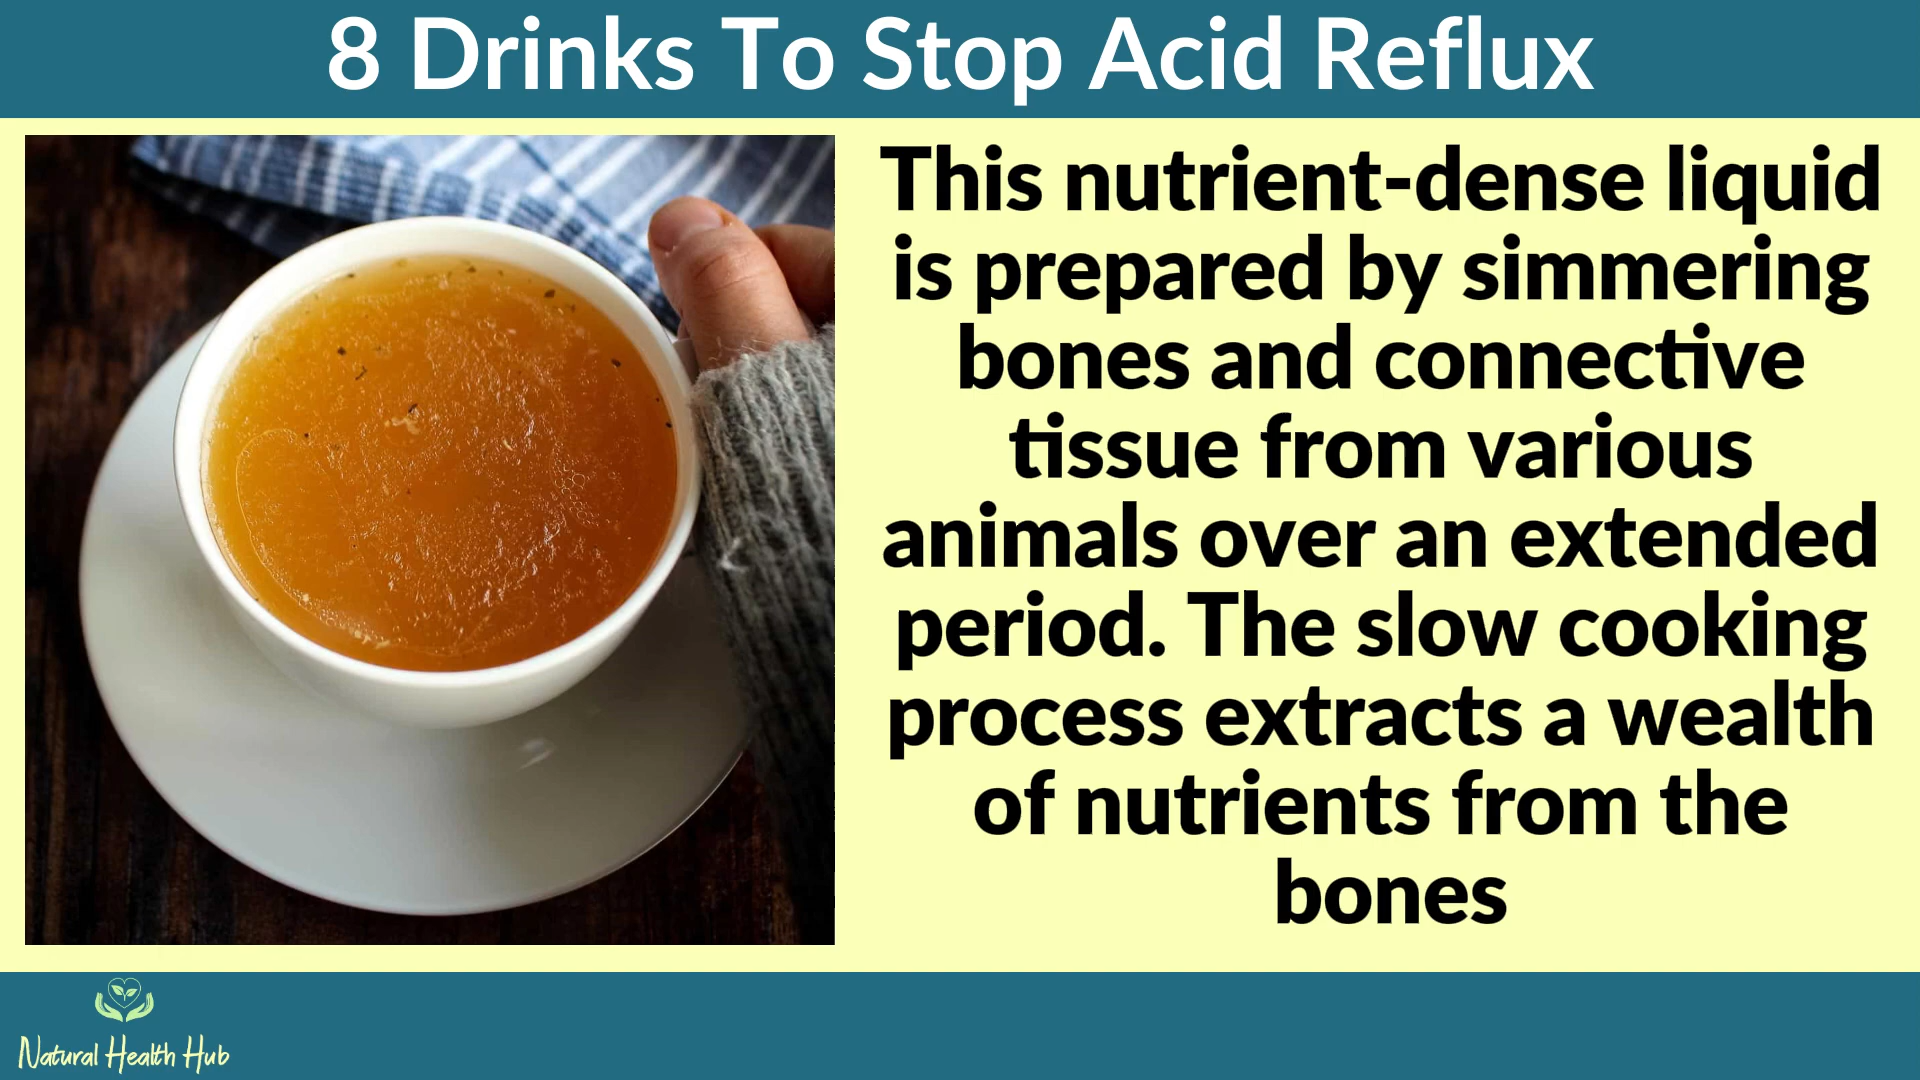 8 Drinks To Stop Acid Reflux
This nutrient-dense liquid
is prepared by simmering
bones and connective
tissue from various
animals over an extended
period. The slow cooking
process extracts a wealth
of nutrients from the
bones
Natural Health Hub